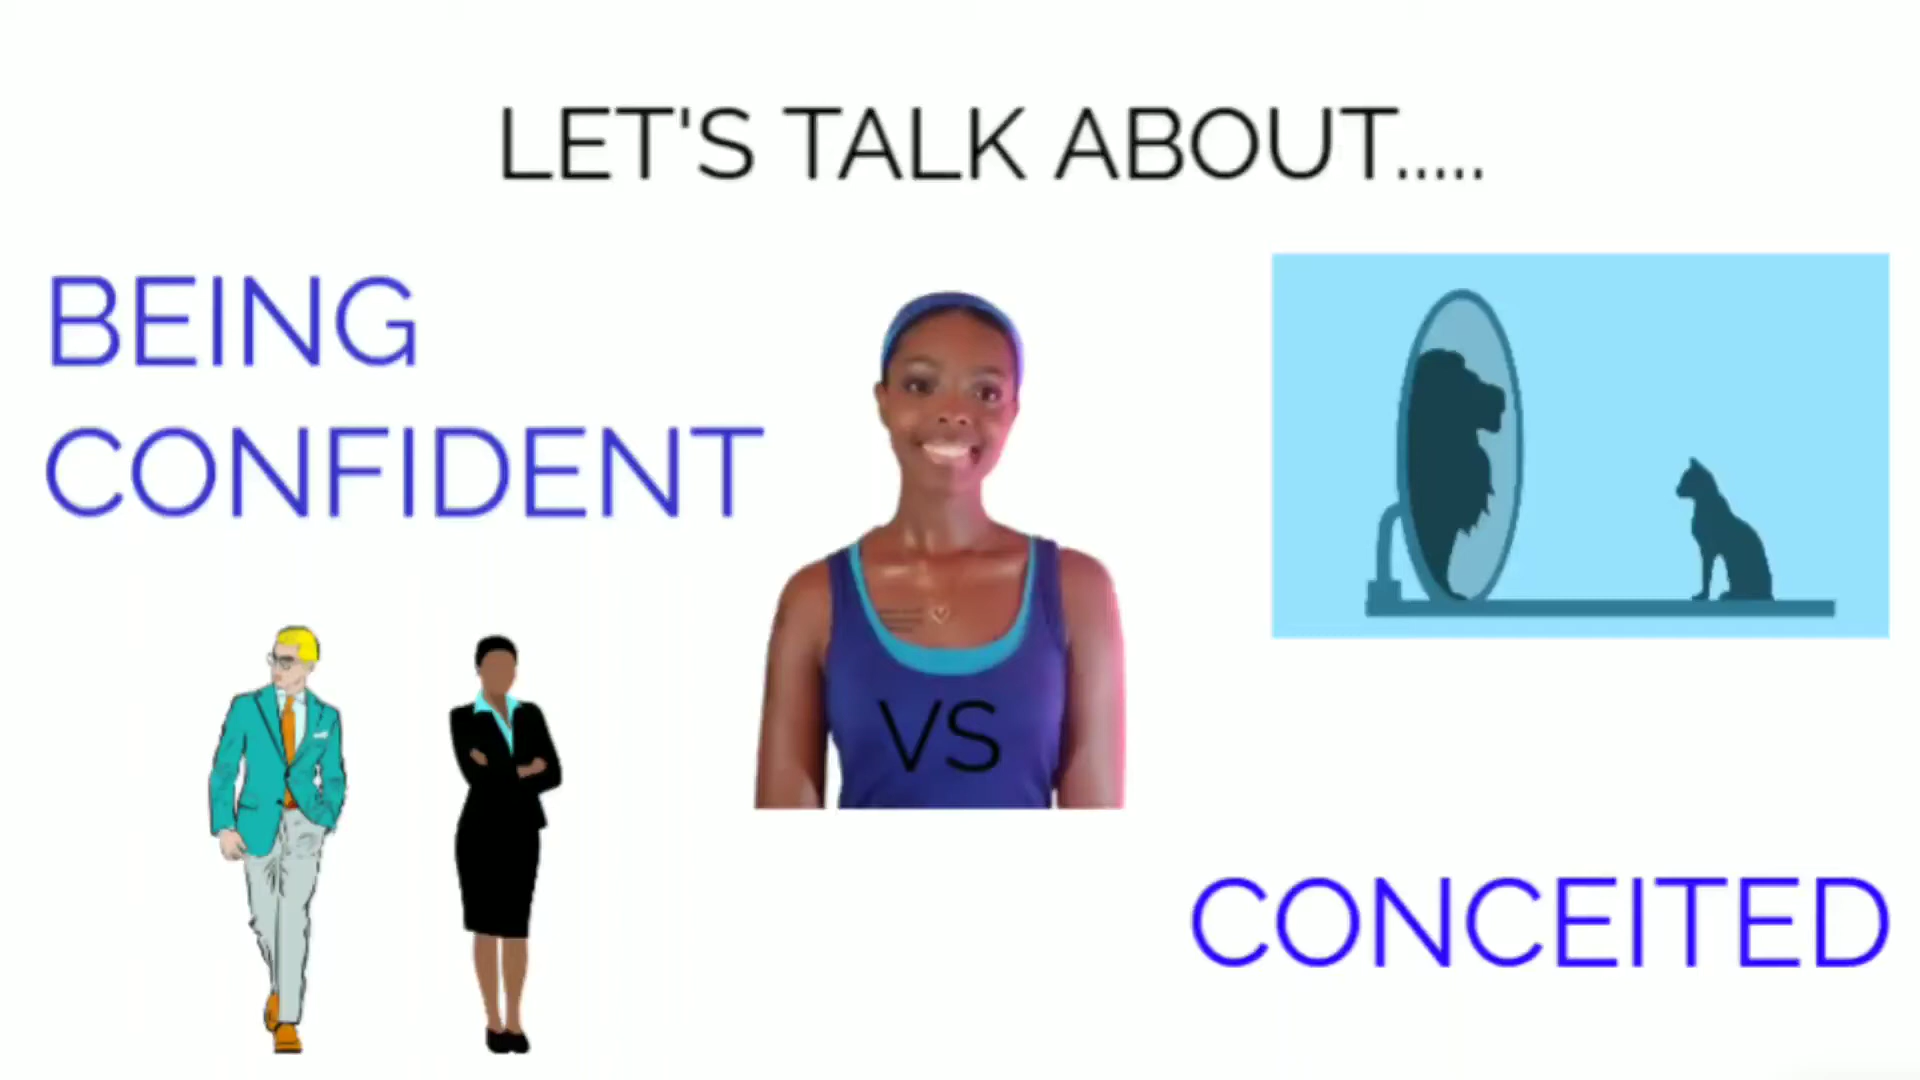 LET'S TALK ABOUT.....
BEING
CONFIDENT
VS
CONCEITED